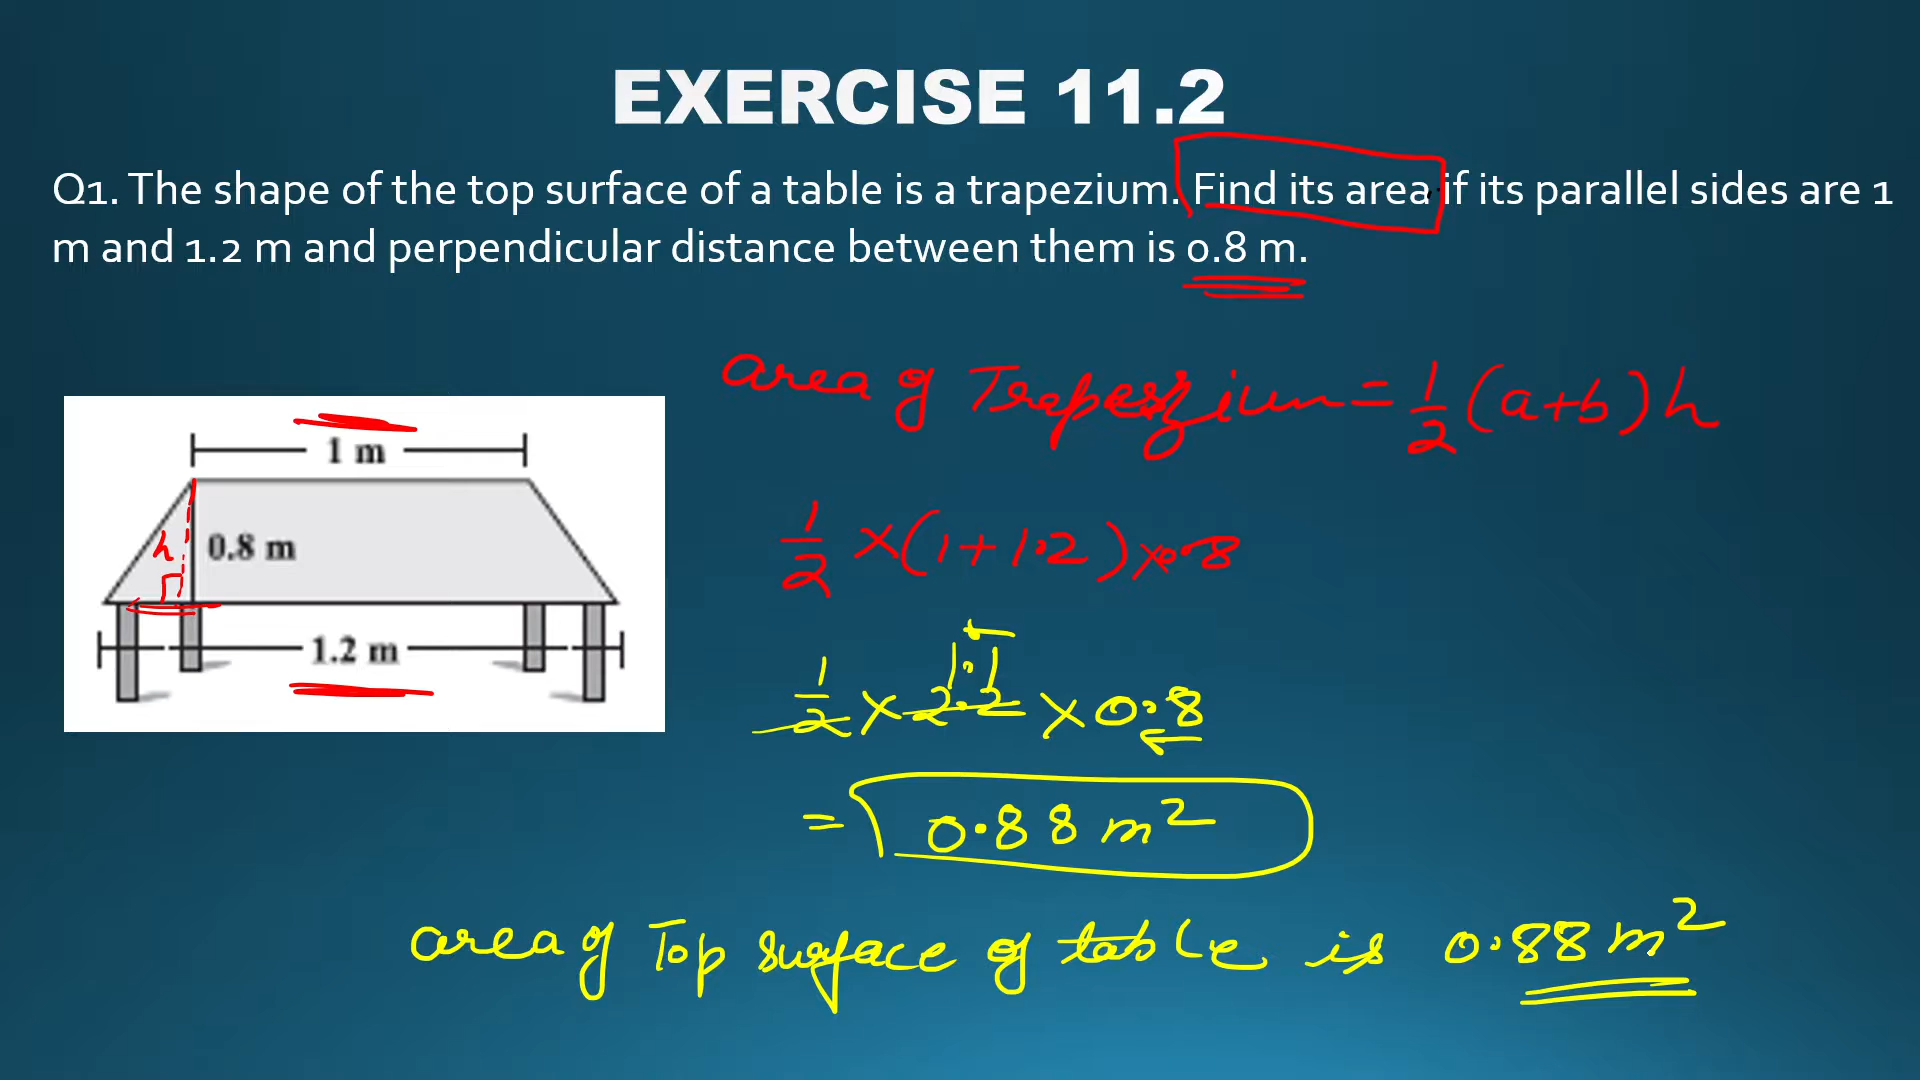 EXERCISE 11.2
Q1. The shape of the top surface of a table is a trapezium. Find its area if its parallel sides are 1
m and 1.2 m and perpendicular distance between them is 0.8 m.
area of Trapezium = 1/2 (a+b) h
1 m
h
0.8 m
1/2 × (1 + 1.2) × 0.8
1.2 m
1.1
1/2 × 2.2 × 0.8
= 0.88 m²
area of Top surface of table is 0.88 m²